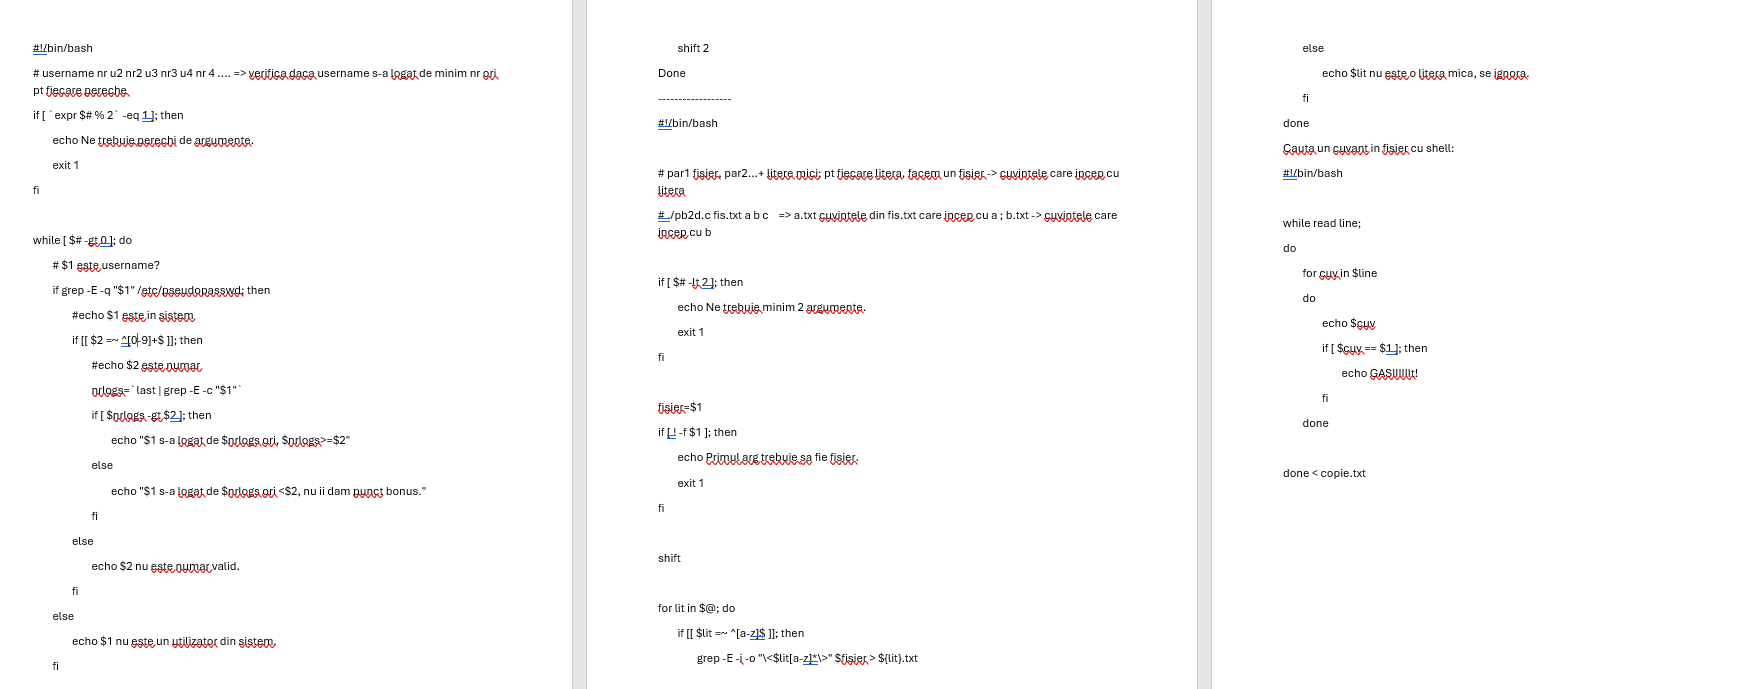 #!/bin/bash
# username nr u2 nr2 u3 nr3 u4 nr 4 .... => verifica daca username s-a logat de minim nr ori
pt fiecare pereche
if [ `expr $# % 2` -eq 1 ]; then
echo Ne trebuie perechi de argumente.
exit 1
fi
while [ $# -gt 0 ]; do
# $1 este username?
if grep -E -q "$1" /etc/pseudopasswd; then
#echo $1 este in sistem
if [[ $2 =~ ^[0-9]+$ ]]; then
#echo $2 este numar
nrlogs=`last | grep -E -c "$1"`
if [ $nrlogs -gt $2 ]; then
echo "$1 s-a logat de $nrlogs ori, $nrlogs>=$2"
else
echo "$1 s-a logat de $nrlogs ori <$2, nu ii dam punct bonus."
fi
else
echo $2 nu este numar valid.
fi
else
echo $1 nu este un utilizator din sistem.
fi
shift 2
Done
------------------
#!/bin/bash
# par1 fisier, par2...+ litere mici; pt fiecare litera, facem un fisier -> cuvintele care incep cu
litera
# ./pb2d.c fis.txt a b c => a.txt cuvintele din fis.txt care incep cu a ; b.txt -> cuvintele care
incep cu b
if [ $# -lt 2 ]; then
echo Ne trebuie minim 2 argumente.
exit 1
fi
fisier=$1
if [ ! -f $1 ]; then
echo Primul arg trebuie sa fie fisier.
exit 1
fi
shift
for lit in $@; do
if [[ $lit =~ ^[a-z]$ ]]; then
grep -E -i -o "\<$lit[a-z]*\>" $fisier > ${lit}.txt
else
echo $lit nu este o litera mica, se ignora.
fi
done
Cauta un cuvant in fisier cu shell:
#!/bin/bash
while read line;
do
for cuv in $line
do
echo $cuv
if [ $cuv == $1 ]; then
echo GASIIIIIIt!
fi
done
done < copie.txt